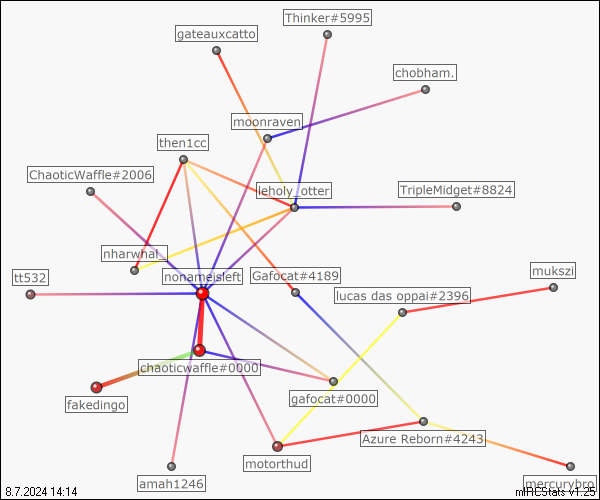 Thinker#5995
gateauxcatto
chobham.
moonraven
then1cc
ChaoticWaffle#2006
leholy_otter
TripleMidget#8824
nharwhal_
nonameisleft
Gafocat#4189
mukszi
tt532
lucas das oppai#2396
chaoticwaffle#0000
gafocat#0000
fakedingo
Azure Reborn#4243
motorthud
amah1246
mercurybro
8.7.2024 14:14
mIRCStats v1.25